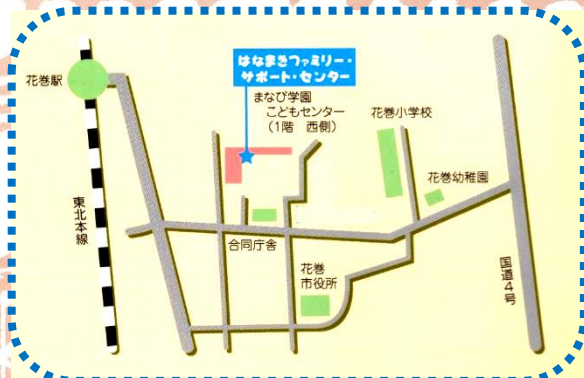 はなまきファミリー・
サポート・センター
花巻駅
まなび学園
こどもセンター
(1階 西側)
花巻小学校
花巻幼稚園
東北本線
合同庁舎
花巻
市役所
国道4号